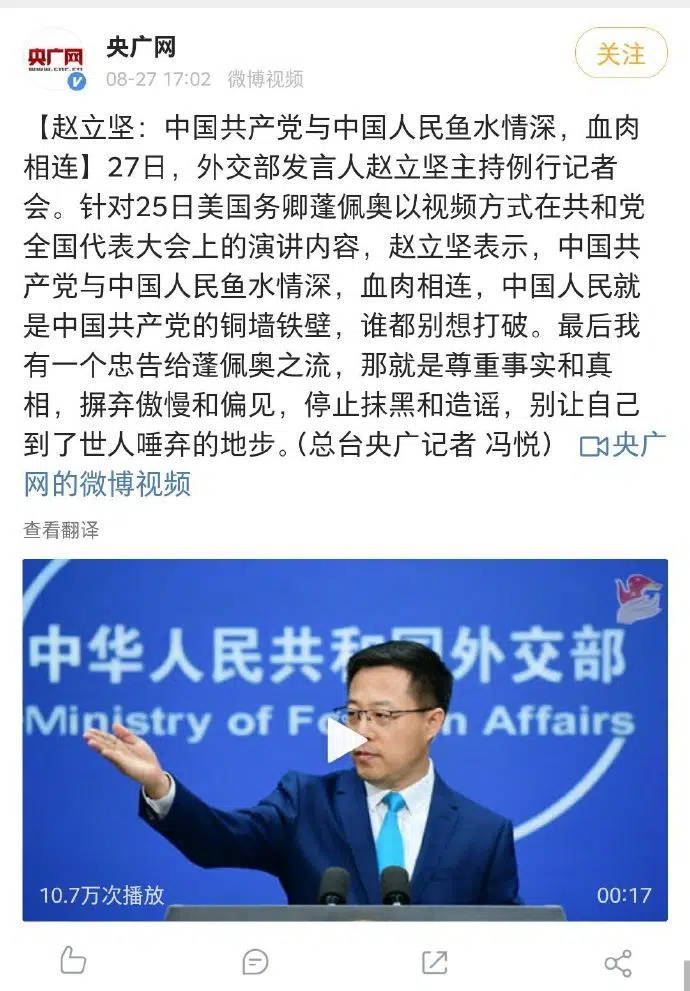 央广网
www.cnr.cn
央广网
08-27 17:02 微博视频
关注
【赵立坚：中国共产党与中国人民鱼水情深，血肉
相连】27日，外交部发言人赵立坚主持例行记者
会。针对25日美国务卿蓬佩奥以视频方式在共和党
全国代表大会上的演讲内容，赵立坚表示，中国共
产党与中国人民鱼水情深，血肉相连，中国人民就
是中国共产党的铜墙铁壁，谁都别想打破。最后我
有一个忠告给蓬佩奥之流，那就是尊重事实和真
相，摒弃傲慢和偏见，停止抹黑和造谣，别让自己
到了世人唾弃的地步。（总台央广记者 冯悦） 央广
网的微博视频
查看翻译
中华人民共和国外交部
Ministry of Fo n Affairs
10.7万次播放
00:17